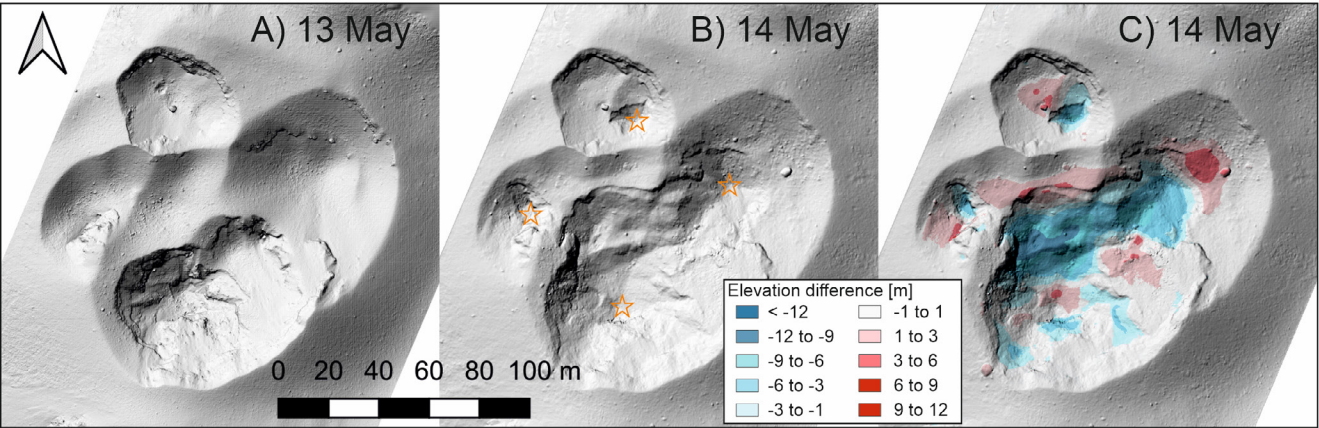 A) 13 May
B) 14 May
C) 14 May
0 20 40 60 80 100 m
Elevation difference [m]
< -12
-12 to -9
-9 to -6
-6 to -3
-3 to -1
-1 to 1
1 to 3
3 to 6
6 to 9
9 to 12